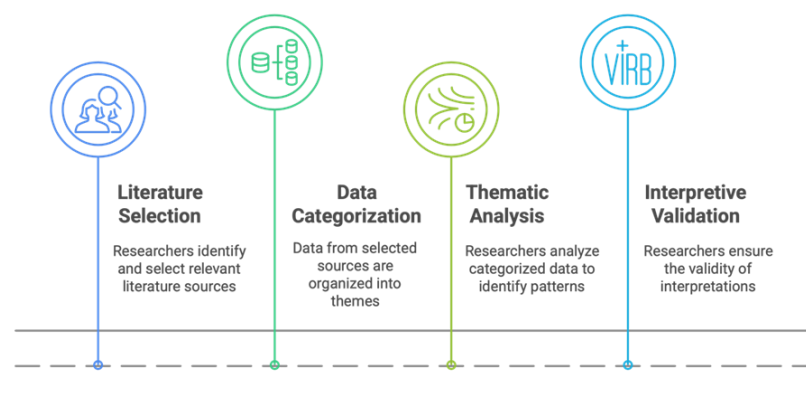 VIRB
Literature
Selection
Researchers identify
and select relevant
literature sources
Data
Categorization
Data from selected
sources are
organized into
themes
Thematic
Analysis
Researchers analyze
categorized data to
identify patterns
Interpretive
Validation
Researchers ensure
the validity of
interpretations